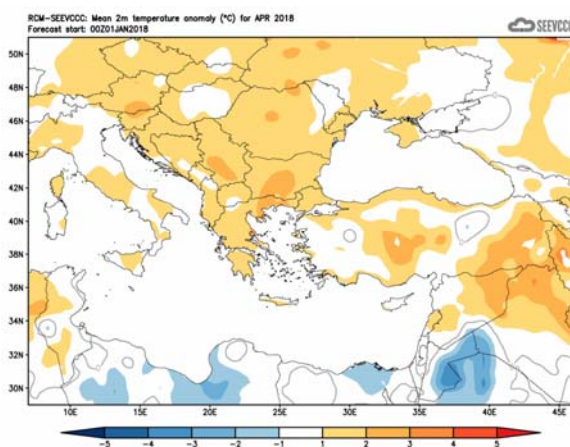 RCM-SEEVCCC: Mean 2m temperature anomaly (°C) for APR 2018
Forecast start: 00Z01JAN2018
SEEVCCC
50N
48N
46N
44N
42N
40N
38N
36N
34N
32N
30N
10E 15E 20E 25E 30E 35E 40E 45E
-5 -4 -3 -2 -1 1 2 3 4 5